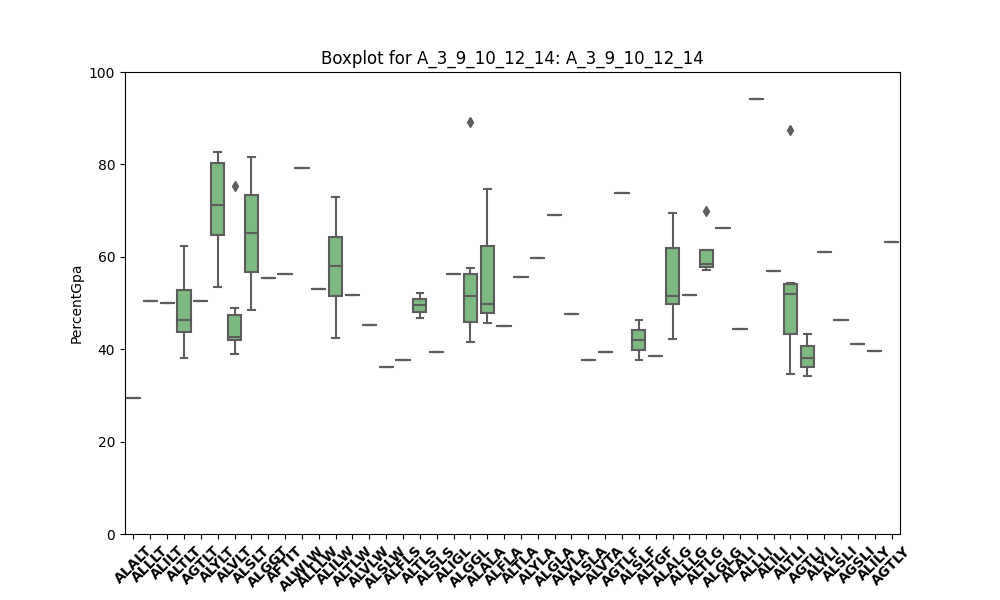 Boxplot for A_3_9_10_12_14: A_3_9_10_12_14
PercentGpa
100
80
60
40
20
0
ALALT
ALLLT
ALILT
ALTLT
AGTLT
ALYLT
ALVLT
ALSLT
ALGGT
AFTIT
ALWLW
ALLLW
ALILW
ALTLW
ALVLW
ALSLW
ALFLS
ALTLS
ALSLS
ALIGL
ALGGL
ALALA
ALFLA
ALTLA
ALYLA
ALGLA
ALVLA
ALSLA
ALVTA
AGTLF
ALSLF
ALTGF
ALALG
ALLLG
ALTLG
ALGLG
ALALI
ALLLI
ALILI
ALTLI
AGTLI
ALYLI
ALSLI
AGSLI
ALILY
AGTLY